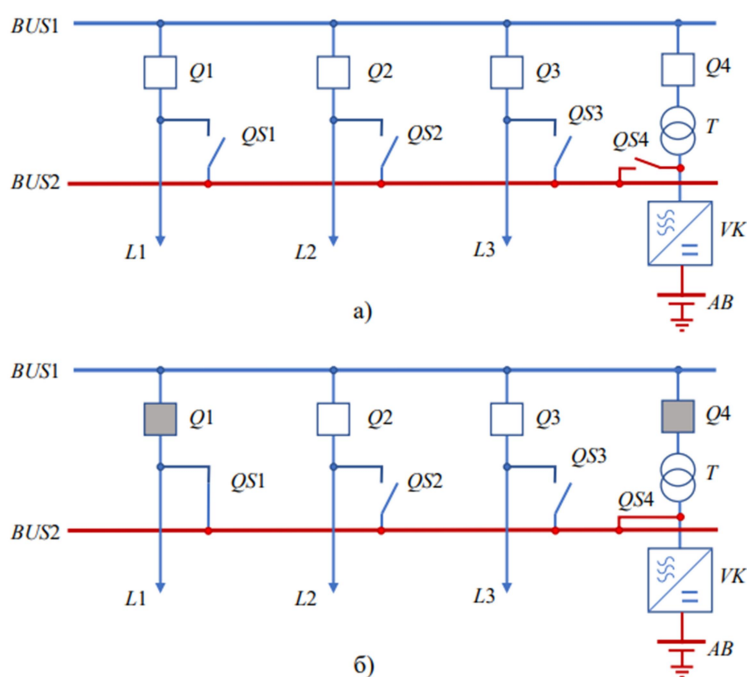 BUS1
Q1
Q2
Q3
Q4
QS1
QS2
QS3
QS4
T
BUS2
VK
L1
L2
L3
AB
а)
BUS1
Q1
Q2
Q3
Q4
QS1
QS2
QS3
QS4
T
BUS2
VK
L1
L2
L3
AB
б)